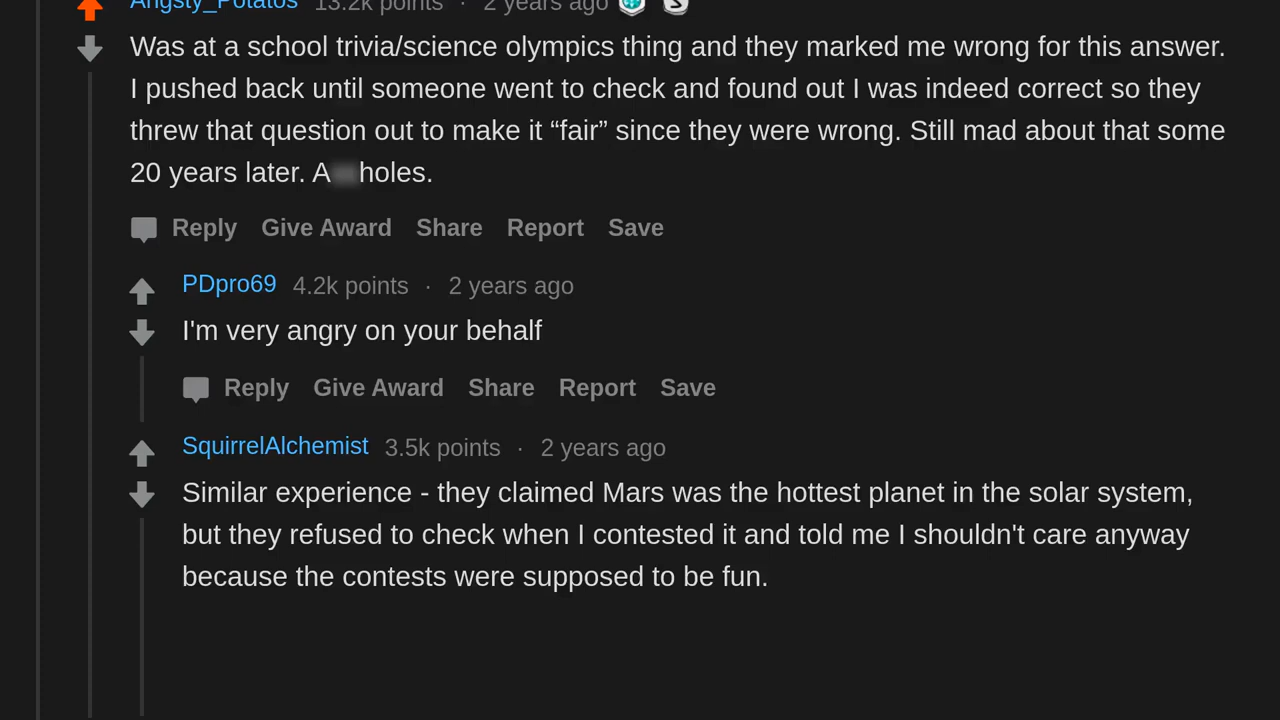 Angsty_Potatos 13.2k points · 2 years ago
Was at a school trivia/science olympics thing and they marked me wrong for this answer.
I pushed back until someone went to check and found out I was indeed correct so they
threw that question out to make it “fair” since they were wrong. Still mad about that some
20 years later. A holes.
Reply Give Award Share Report Save
PDpro69 4.2k points · 2 years ago
I'm very angry on your behalf
Reply Give Award Share Report Save
SquirrelAlchemist 3.5k points · 2 years ago
Similar experience - they claimed Mars was the hottest planet in the solar system,
but they refused to check when I contested it and told me I shouldn't care anyway
because the contests were supposed to be fun.